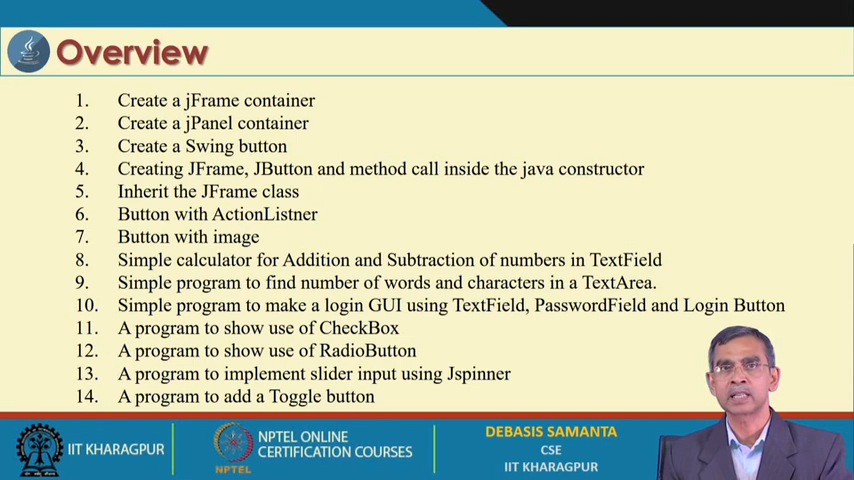 Overview
1. Create a jFrame container
2. Create a jPanel container
3. Create a Swing button
4. Creating JFrame, JButton and method call inside the java constructor
5. Inherit the JFrame class
6. Button with ActionListner
7. Button with image
8. Simple calculator for Addition and Subtraction of numbers in TextField
9. Simple program to find number of words and characters in a TextArea.
10. Simple program to make a login GUI using TextField, PasswordField and Login Button
11. A program to show use of CheckBox
12. A program to show use of RadioButton
13. A program to implement slider input using Jspinner
14. A program to add a Toggle button
IIT KHARAGPUR
NPTEL
NPTEL ONLINE
CERTIFICATION COURSES
DEBASIS SAMANTA
CSE
IIT KHARAGPUR